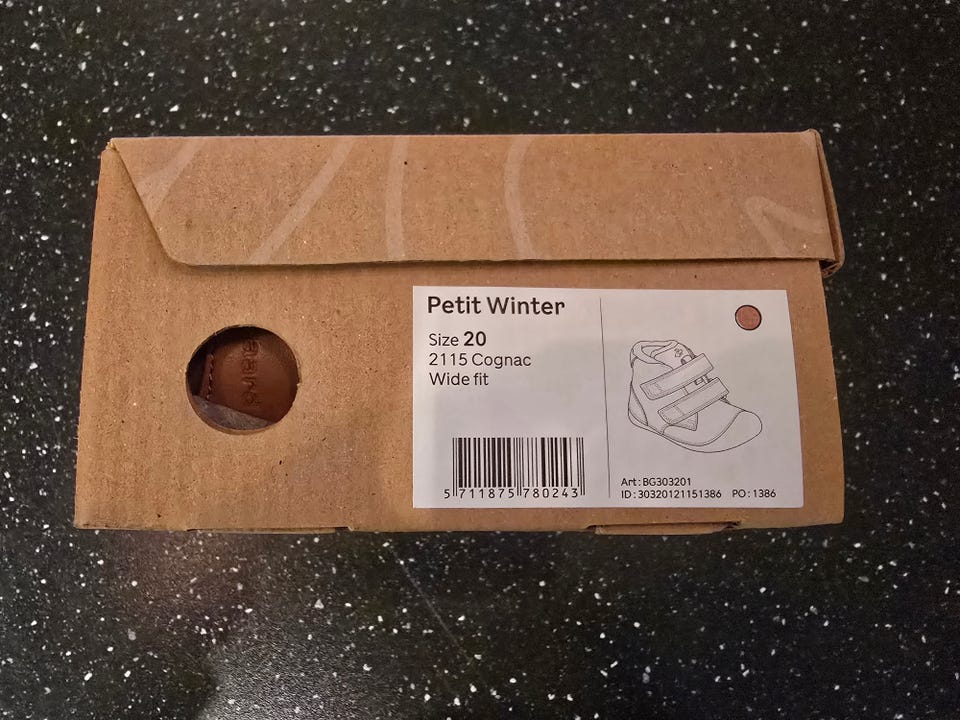 Petit Winter
Size 20
2115 Cognac
Wide fit
5 711875 780243
Art: BG303201
ID: 30320121151386 PO: 1386